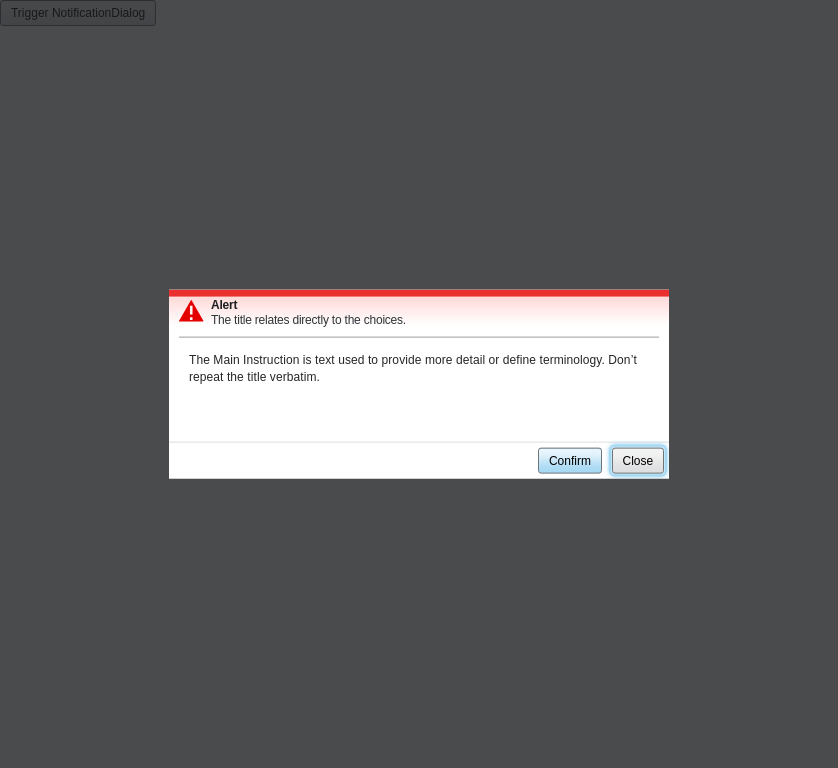 Trigger NotificationDialog
Alert
The title relates directly to the choices.
The Main Instruction is text used to provide more detail or define terminology. Don’t
repeat the title verbatim.
Confirm
Close